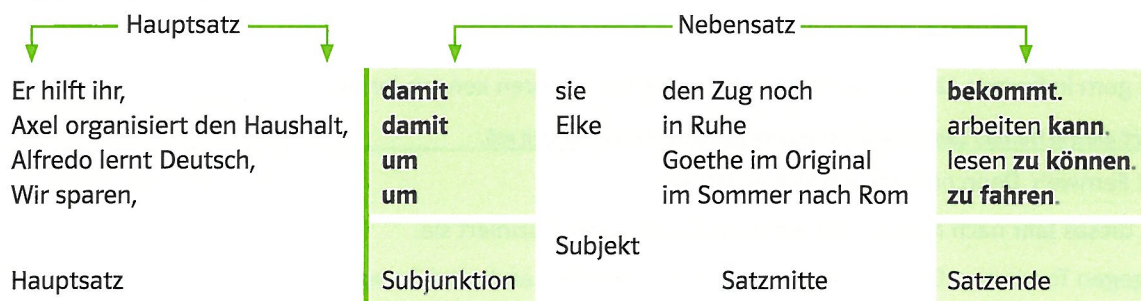 Hauptsatz Nebensatz
Er hilft ihr, damit sie den Zug noch bekommt.
Axel organisiert den Haushalt, damit Elke in Ruhe arbeiten kann.
Alfredo lernt Deutsch, um Goethe im Original lesen zu können.
Wir sparen, um im Sommer nach Rom zu fahren.
Subjekt
Hauptsatz Subjunktion Satzmitte Satzende